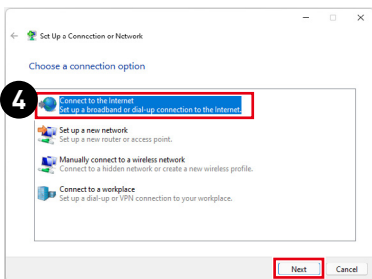 Set Up a Connection or Network
Choose a connection option
4
Connect to the Internet
Set up a broadband or dial-up connection to the Internet.
Set up a new network
Set up a new router or access point.
Manually connect to a wireless network
Connect to a hidden network or create a new wireless profile.
Connect to a workplace
Set up a dial-up or VPN connection to your workplace.
Next
Cancel